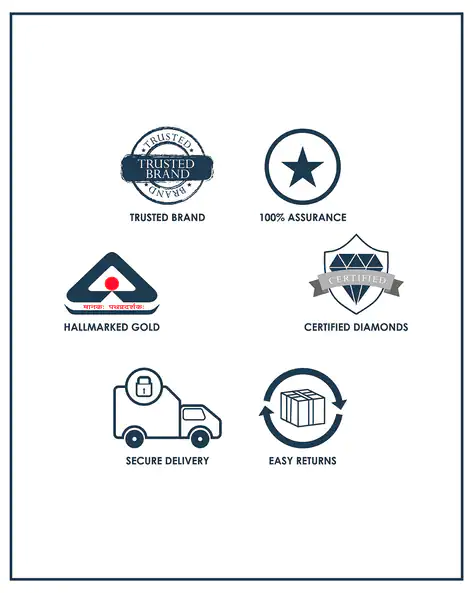 TRUSTED
TRUSTED
BRAND
BRAND
TRUSTED BRAND
100% ASSURANCE
मानकः पथप्रदर्शकः
HALLMARKED GOLD
CERTIFIED
CERTIFIED DIAMONDS
SECURE DELIVERY
EASY RETURNS